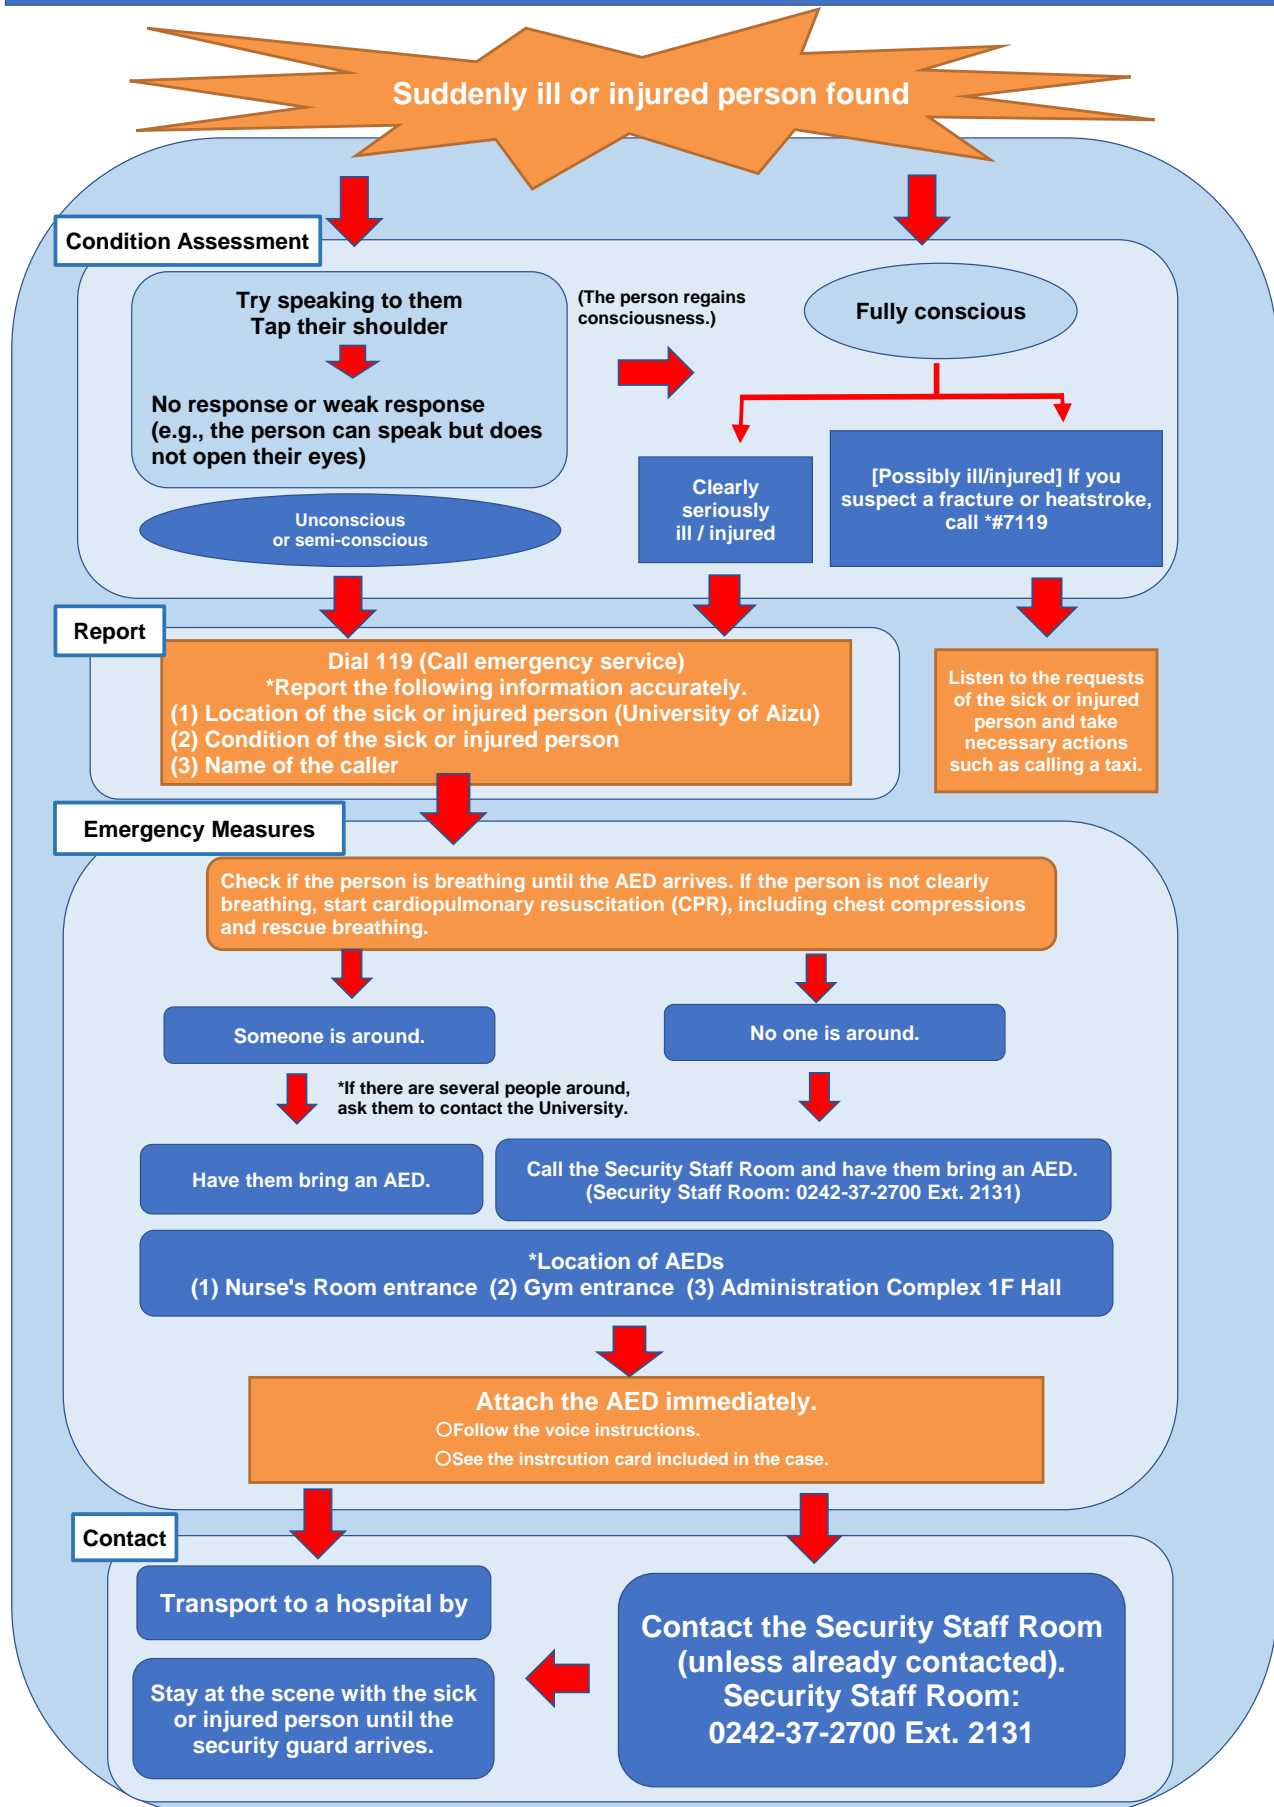 Suddenly ill or injured person found
Condition Assessment
Try speaking to them
Tap their shoulder
No response or weak response
(e.g., the person can speak but does
not open their eyes)
Unconscious
or semi-conscious
(The person regains
consciousness.)
Fully conscious
Clearly
seriously
ill / injured
[Possibly ill/injured] If you
suspect a fracture or heatstroke,
call *#7119
Report
Dial 119 (Call emergency service)
*Report the following information accurately.
(1) Location of the sick or injured person (University of Aizu)
(2) Condition of the sick or injured person
(3) Name of the caller
Listen to the requests
of the sick or injured
person and take
necessary actions
such as calling a taxi.
Emergency Measures
Check if the person is breathing until the AED arrives. If the person is not clearly
breathing, start cardiopulmonary resuscitation (CPR), including chest compressions
and rescue breathing.
Someone is around.
No one is around.
*If there are several people around,
ask them to contact the University.
Have them bring an AED.
Call the Security Staff Room and have them bring an AED.
(Security Staff Room: 0242-37-2700 Ext. 2131)
*Location of AEDs
(1) Nurse's Room entrance (2) Gym entrance (3) Administration Complex 1F Hall
Attach the AED immediately.
○Follow the voice instructions.
○See the instrcution card included in the case.
Contact
Transport to a hospital by
Stay at the scene with the sick
or injured person until the
security guard arrives.
Contact the Security Staff Room
(unless already contacted).
Security Staff Room:
0242-37-2700 Ext. 2131